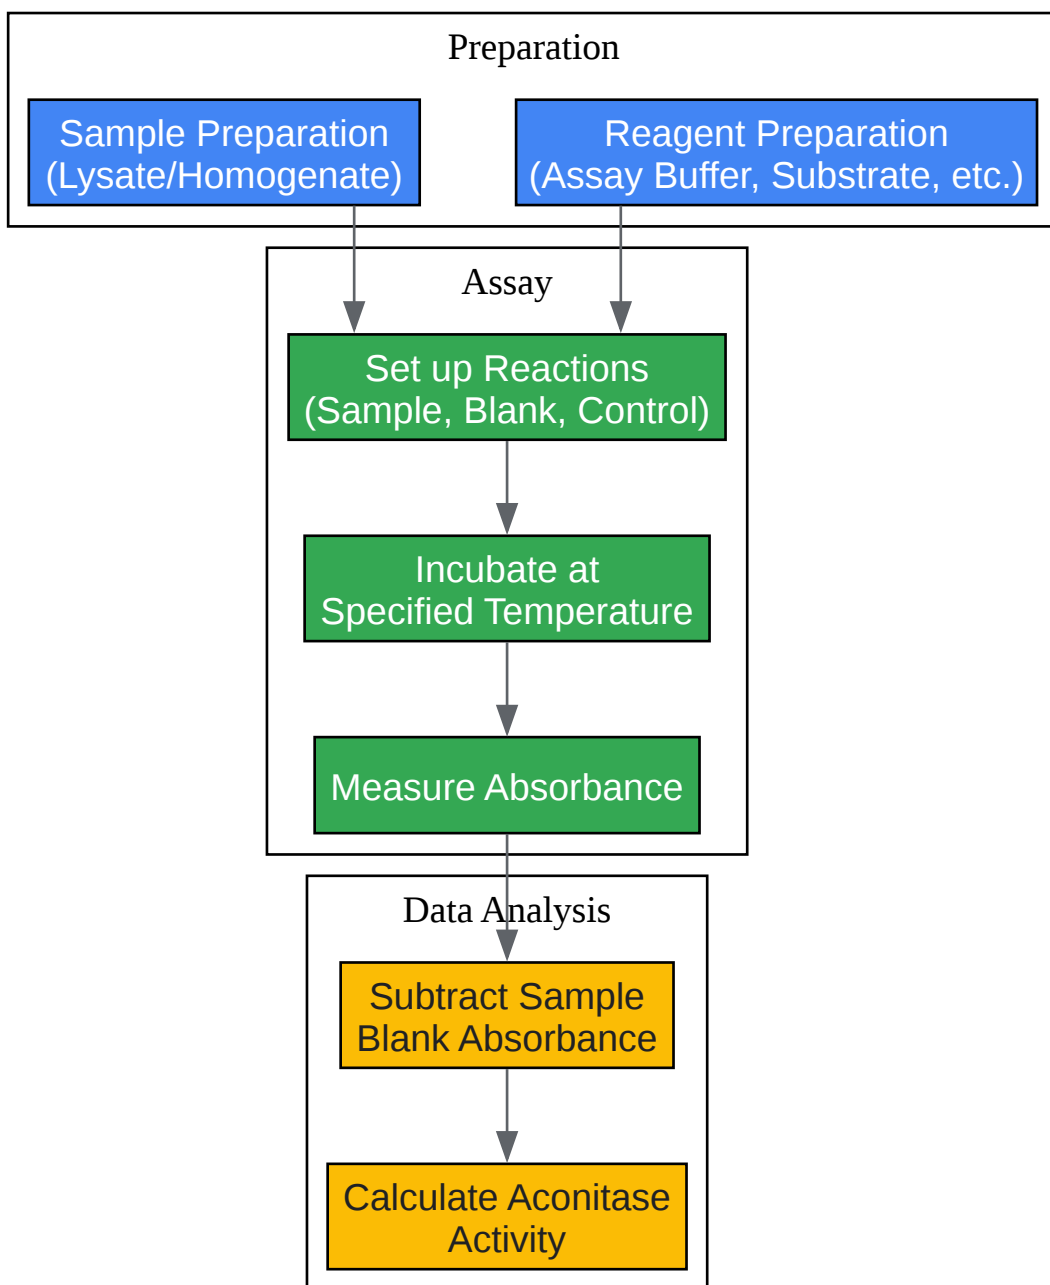 Preparation
Sample Preparation
(Lysate/Homogenate)
Reagent Preparation
(Assay Buffer, Substrate, etc.)
Assay
Set up Reactions
(Sample, Blank, Control)
Incubate at
Specified Temperature
Measure Absorbance
Data Analysis
Subtract Sample
Blank Absorbance
Calculate Aconitase
Activity